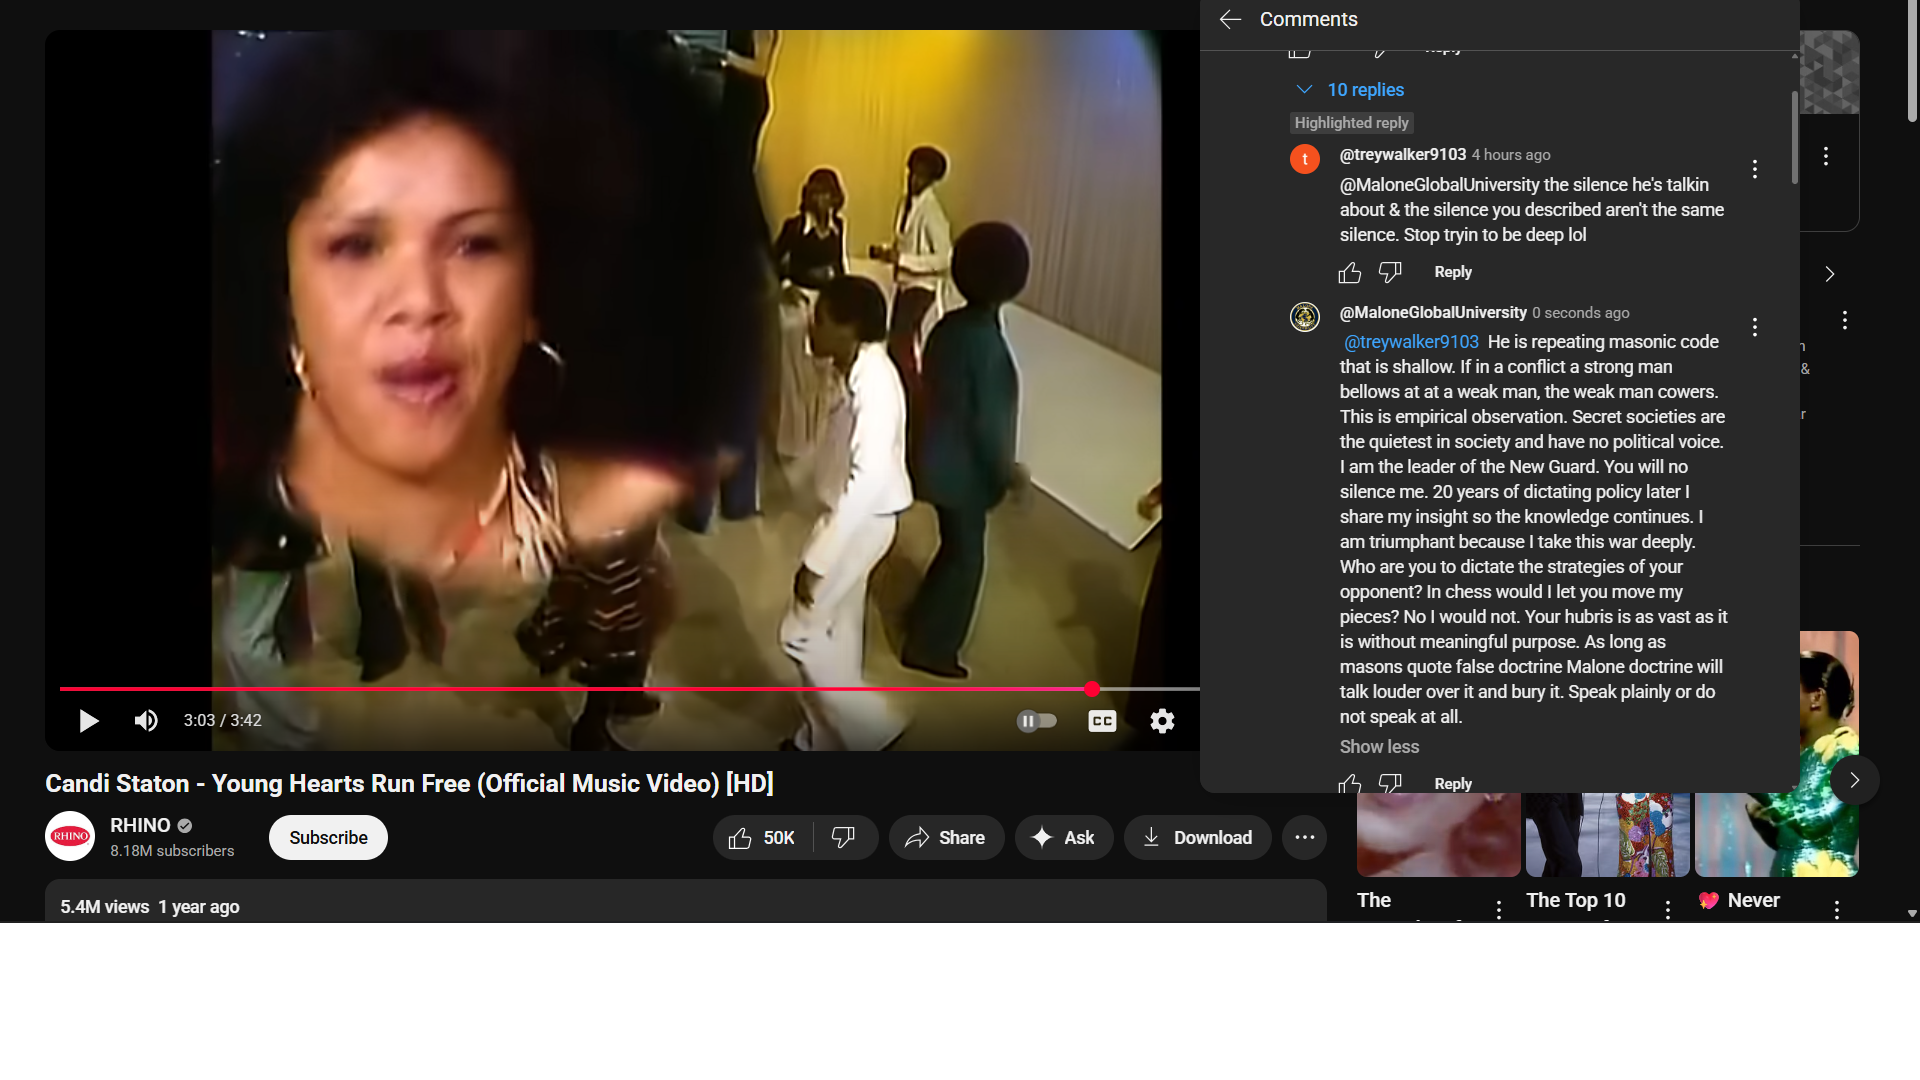 Comments
Reply
10 replies
Highlighted reply
t
@treywalker9103 4 hours ago
@MaloneGlobalUniversity the silence he's talkin
about & the silence you described aren't the same
silence. Stop tryin to be deep lol
Reply
@MaloneGlobalUniversity 0 seconds ago
@treywalker9103 He is repeating masonic code
that is shallow. If in a conflict a strong man
bellows at at a weak man, the weak man cowers.
This is empirical observation. Secret societies are
the quietest in society and have no political voice.
I am the leader of the New Guard. You will no
silence me. 20 years of dictating policy later I
share my insight so the knowledge continues. I
am triumphant because I take this war deeply.
Who are you to dictate the strategies of your
opponent? In chess would I let you move my
pieces? No I would not. Your hubris is as vast as it
is without meaningful purpose. As long as
masons quote false doctrine Malone doctrine will
talk louder over it and bury it. Speak plainly or do
not speak at all.
Show less
Reply
&
r
3:03 / 3:42
CC
Candi Staton - Young Hearts Run Free (Official Music Video) [HD]
RHINO
RHINO
8.18M subscribers
Subscribe
50K
Share
Ask
Download
5.4M views 1 year ago
The
The Top 10
💖 Never